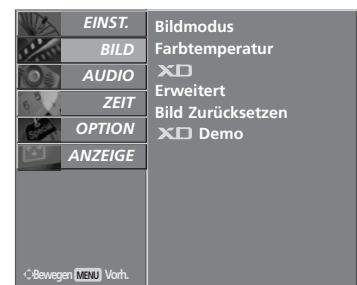 EINST.
BILD
AUDIO
ZEIT
OPTION
ANZEIGE
Bewegen MENU Vorh.
Bildmodus
Farbtemperatur
XD
Erweitert
Bild Zurücksetzen
XD Demo